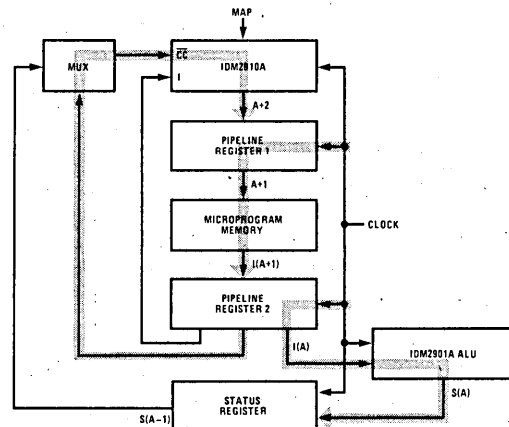 MAP
MUX
CC
IDM2910A
I
A+2
PIPELINE
REGISTER 1
A+1
MICROPROGRAM
MEMORY
CLOCK
I(A+1)
PIPELINE
REGISTER 2
I(A)
IDM2901A ALU
S(A)
STATUS
REGISTER
S(A-1)